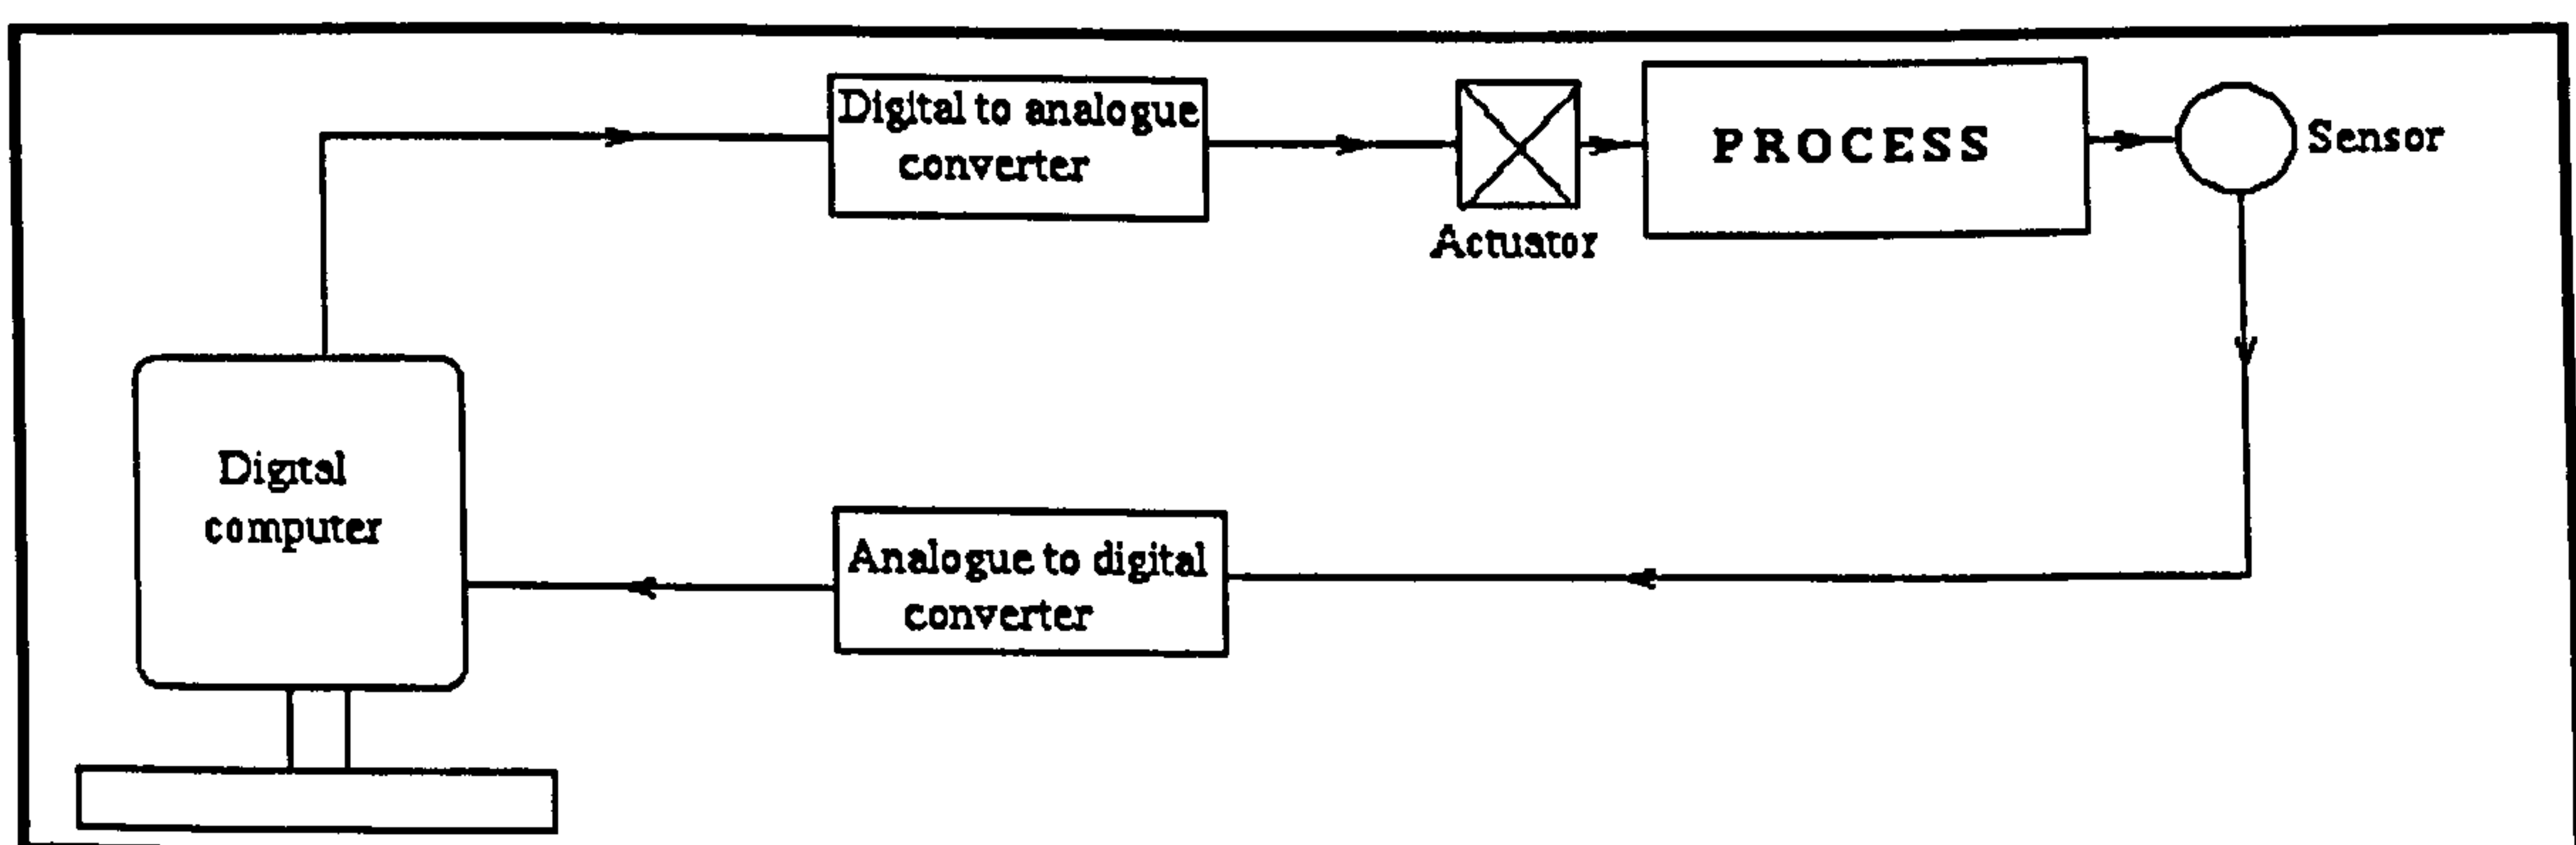 Digital to analogue
converter
Actuator
PROCESS
Sensor
Digital
computer
Analogue to digital
converter